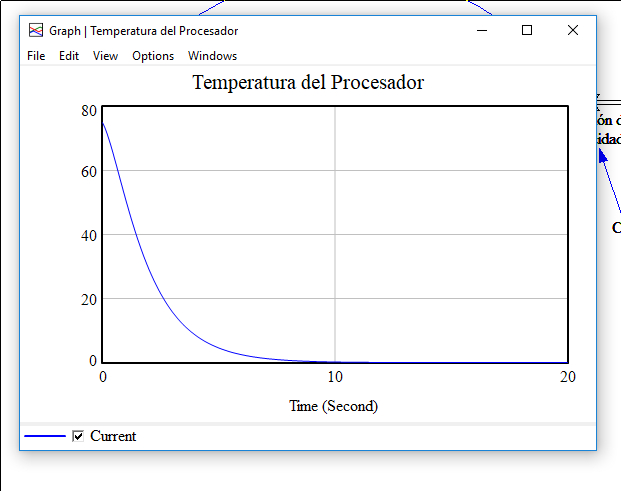 Graph | Temperatura del Procesador
File Edit View Options Windows
Temperatura del Procesador
80
60
40
20
0
0 10 20
Time (Second)
Current